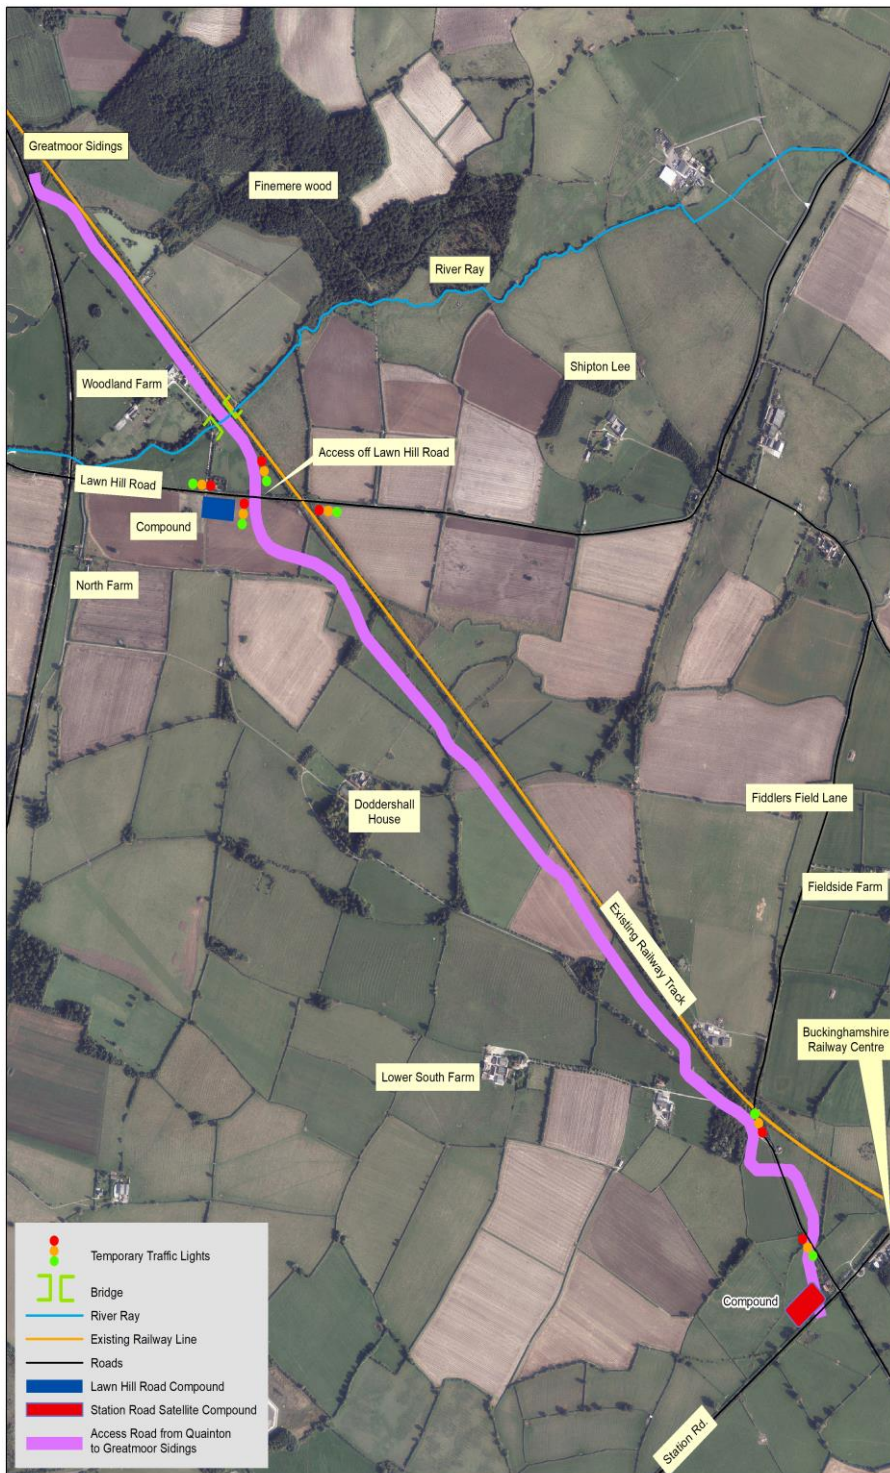 Greatmoor Sidings
Finemere wood
River Ray
Shipton Lee
Woodland Farm
Access off Lawn Hill Road
Lawn Hill Road
Compound
North Farm
Doddershall
House
Fiddlers Field Lane
Fieldside Farm
Existing Railway Track
Buckinghamshire
Railway Centre
Lower South Farm
Compound
Station Rd.
Temporary Traffic Lights
Bridge
River Ray
Existing Railway Line
Roads
Lawn Hill Road Compound
Station Road Satellite Compound
Access Road from Quainton
to Greatmoor Sidings